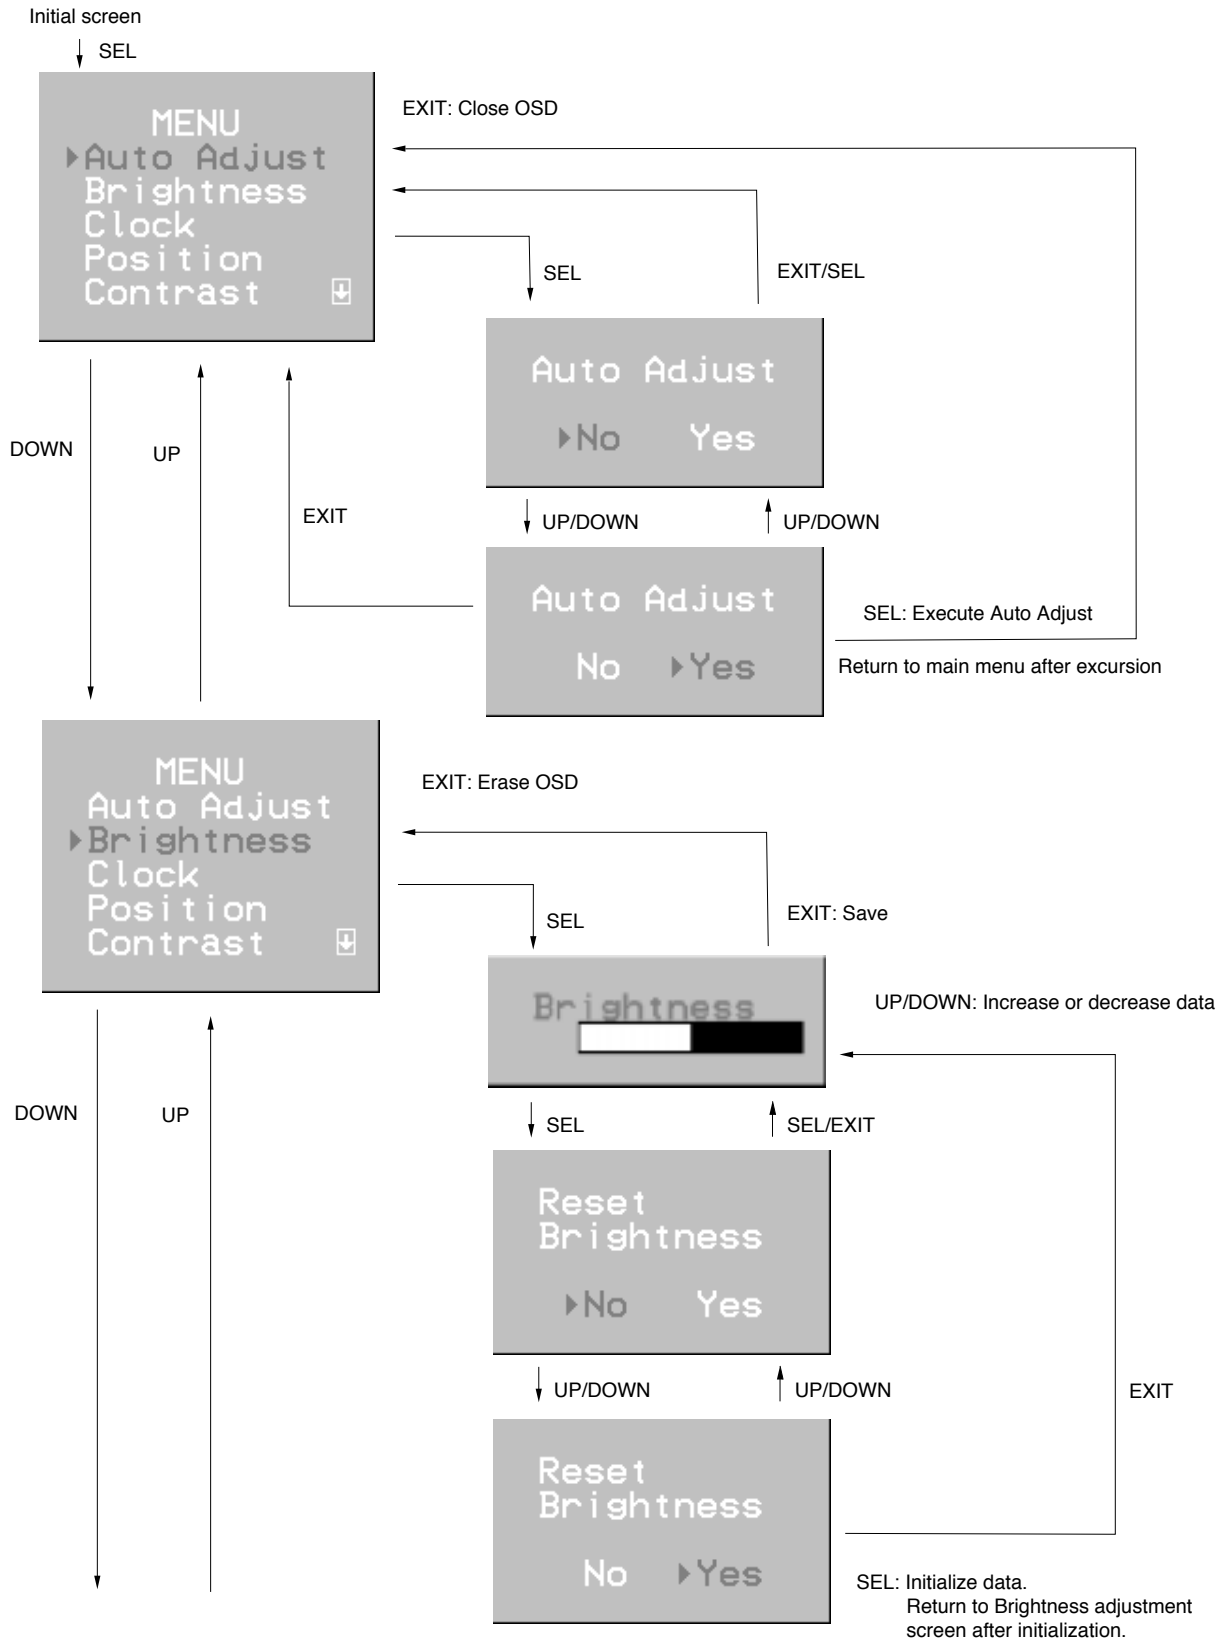 Initial screen
SEL
MENU
Auto Adjust
Brightness
Clock
Position
Contrast
EXIT: Close OSD
SEL
EXIT/SEL
Auto Adjust
No Yes
DOWN
UP
EXIT
UP/DOWN
UP/DOWN
Auto Adjust
No Yes
SEL: Execute Auto Adjust
Return to main menu after excursion
MENU
Auto Adjust
Brightness
Clock
Position
Contrast
EXIT: Erase OSD
SEL
EXIT: Save
Brightness
UP/DOWN: Increase or decrease data
DOWN
UP
SEL
SEL/EXIT
Reset
Brightness
No Yes
UP/DOWN
UP/DOWN
EXIT
Reset
Brightness
No Yes
SEL: Initialize data.
Return to Brightness adjustment
screen after initialization.